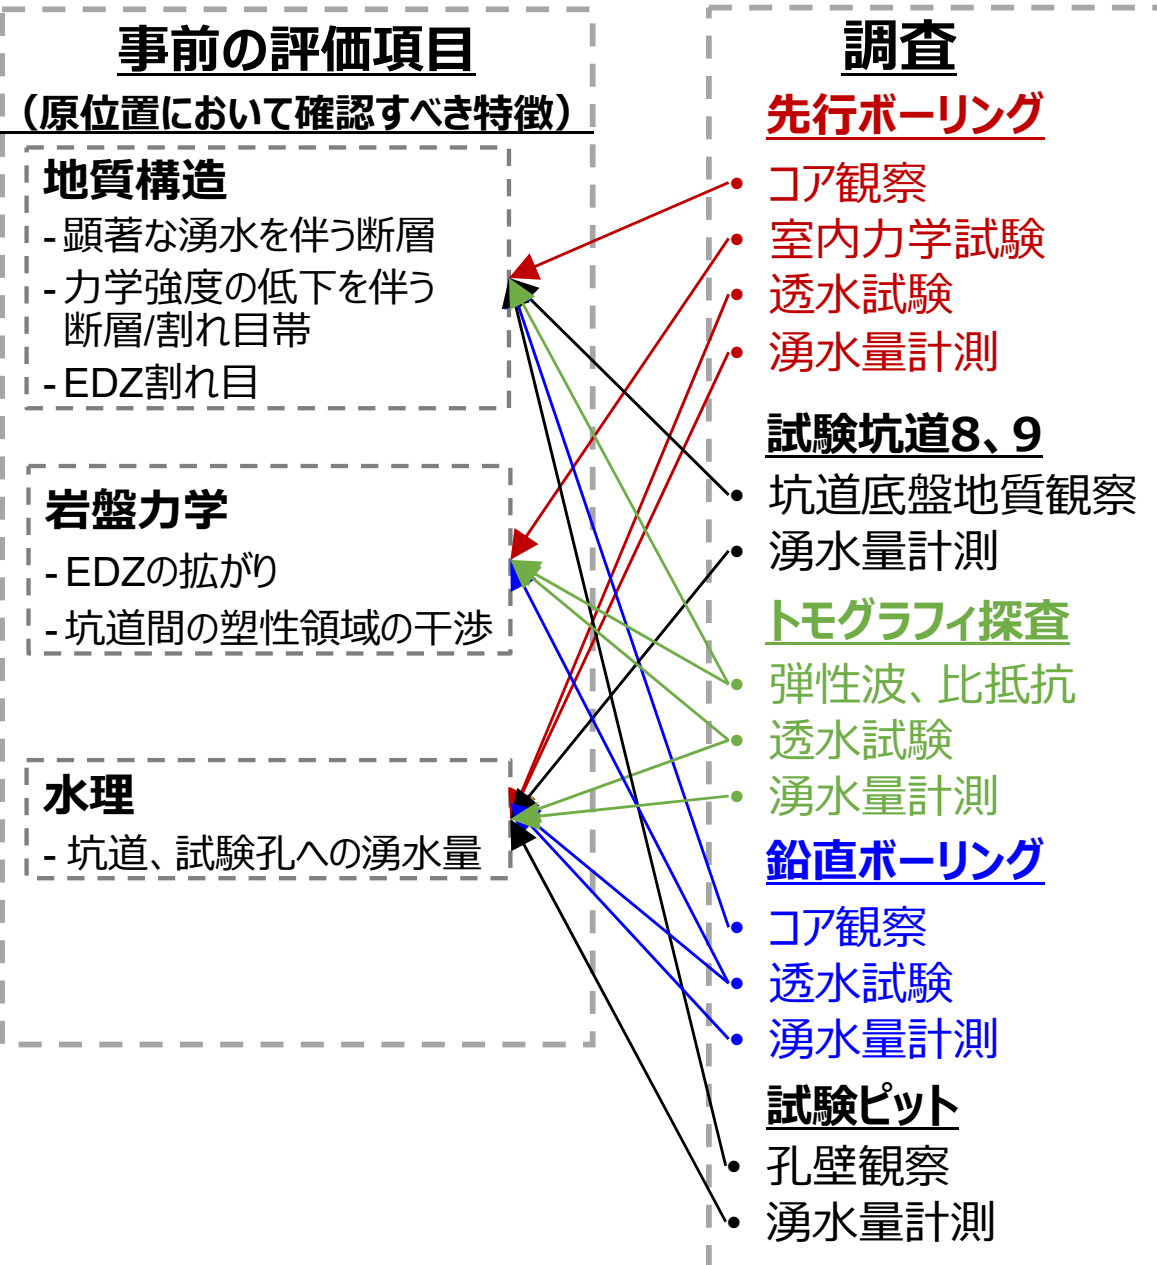 事前の評価項目
（原位置において確認すべき特徴）
地質構造
- 顕著な湧水を伴う断層
- 力学強度の低下を伴う
断層/割れ目帯
- EDZ割れ目
岩盤力学
- EDZの拡がり
- 坑道間の塑性領域の干渉
水理
- 坑道、試験孔への湧水量
調査
先行ボーリング
• コア観察
• 室内力学試験
• 透水試験
• 湧水量計測
試験坑道8、9
• 坑道底盤地質観察
• 湧水量計測
トモグラフィ探査
• 弾性波、比抵抗
• 透水試験
• 湧水量計測
鉛直ボーリング
• コア観察
• 透水試験
• 湧水量計測
試験ピット
• 孔壁観察
• 湧水量計測